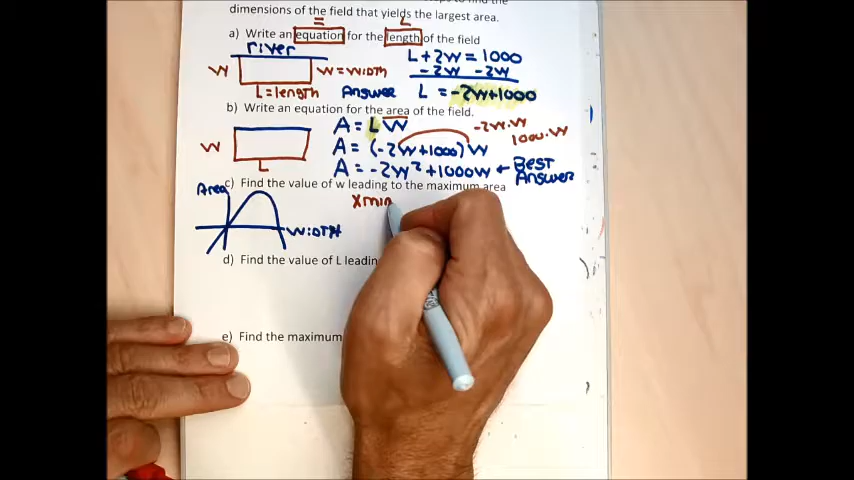 dimensions of the field that yields the largest area.
= L
a) Write an equation for the length of the field
river
W W = WIDTH
L = length
L + 2W = 1000
- 2W - 2W
Answer L = -2W + 1000
b) Write an equation for the area of the field.
W
L
A = L W
-2W·W
1000·W
A = (-2W + 1000) W
A = -2W² + 1000W ← BEST ANSWER
c) Find the value of w leading to the maximum area
Area
WIDTH
Xmin
d) Find the value of L leadin
e) Find the maximum